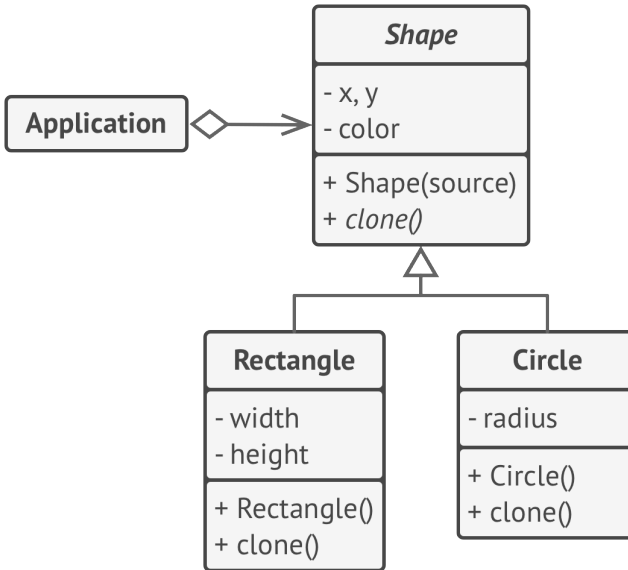 Shape
- x, y
- color
Application
+ Shape(source)
+ clone()
Rectangle
- width
- height
+ Rectangle()
+ clone()
Circle
- radius
+ Circle()
+ clone()